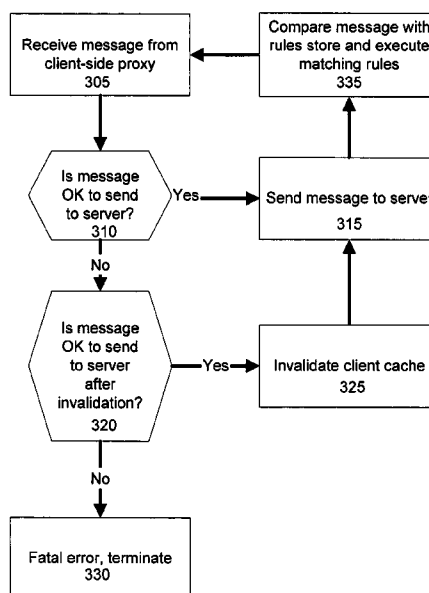 Receive message from
client-side proxy
305
Compare message with
rules store and execute
matching rules
335
Is message
OK to send
to server?
310
Yes
Send message to server
315
No
Is message
OK to send
to server
after
invalidation?
320
Yes
Invalidate client cache
325
No
Fatal error, terminate
330